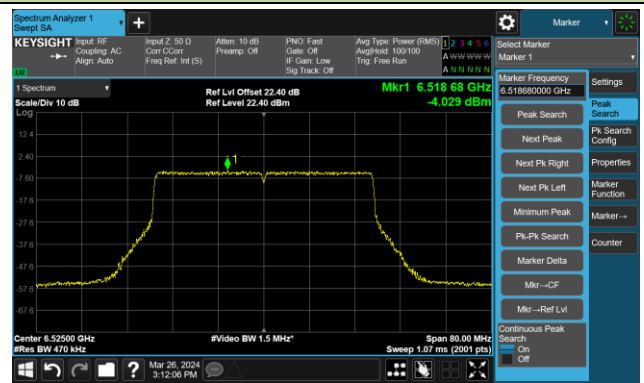 Spectrum Analyzer 1
Swept SA
Marker
KEYSIGHT
Input: RF
Coupling: AC
Align: Auto
Input Z: 50 Ω
Corr CCorr
Freq Ref: Int (S)
Atten: 10 dB
Preamp: Off
PNO: Fast
Gate: Off
IF Gain: Low
Sig Track: Off
Avg Type: Power (RMS)
Avg|Hold: 100/100
Trig: Free Run
1 2 3 4 5 6
A W W W W W
A N N N N N
LW
Select Marker
Marker 1
1 Spectrum
Scale/Div 10 dB
Log
Ref Lvl Offset 22.40 dB
Ref Level 22.40 dBm
Mkr1 6.518 68 GHz
-4.029 dBm
12.4
2.40
-7.60
-17.6
-27.6
-37.6
-47.6
-57.6
-67.6
1
Center 6.52500 GHz
#Res BW 470 kHz
#Video BW 1.5 MHz*
Span 80.00 MHz
Sweep 1.07 ms (2001 pts)
Marker Frequency
6.518680000 GHz
Peak Search
Next Peak
Next Pk Right
Next Pk Left
Minimum Peak
Pk-Pk Search
Marker Delta
Mkr→CF
Mkr→Ref Lvl
Continuous Peak
Search
On
Off
Settings
Peak
Search
Pk Search
Config
Properties
Marker
Function
Marker→
Counter
?
Mar 26, 2024
3:12:06 PM